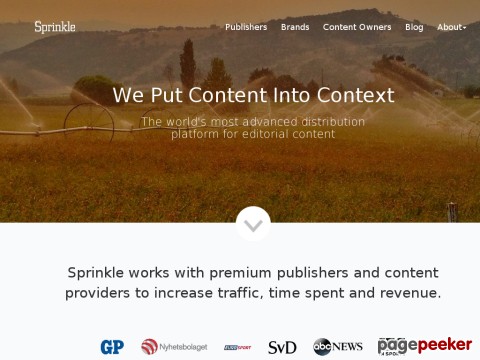 Sprinkle
Publishers Brands Content Owners Blog About
We Put Content Into Context
The world's most advanced distribution
platform for editorial content
Sprinkle works with premium publishers and content
providers to increase traffic, time spent and revenue.
GP Nyhetsbolaget EUROSPORT SvD abc NEWS
pagepeeker